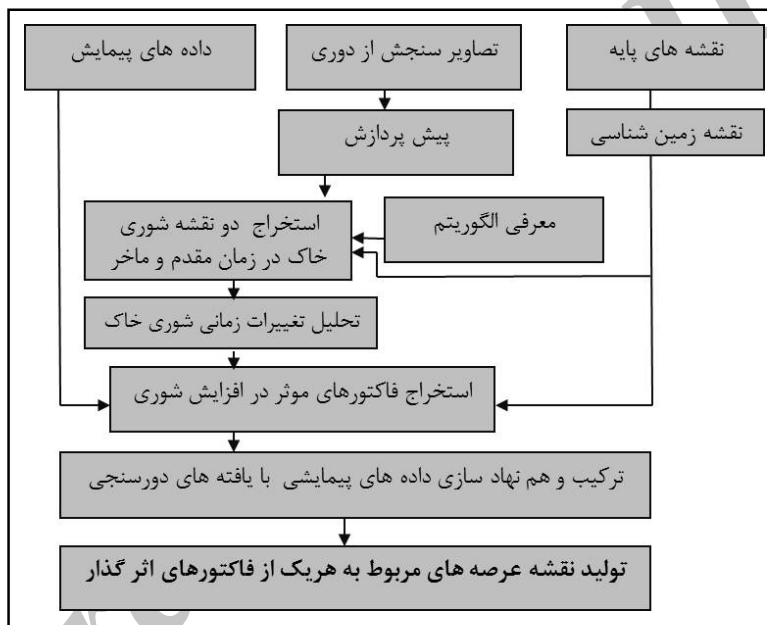 نقشه های پایه
تصاویر سنجش از دوری
داده های پیمایش
نقشه زمین شناسی
پیش پردازش
معرفی الگوریتم
استخراج دو نقشه شوری
خاک در زمان مقدم و ماخر
تحلیل تغییرات زمانی شوری خاک
استخراج فاکتورهای موثر در افزایش شوری
ترکیب و هم نهاد سازی داده های پیمایشی با یافته های دورسنجی
تولید نقشه عرصه های مربوط به هریک از فاکتورهای اثر گذار